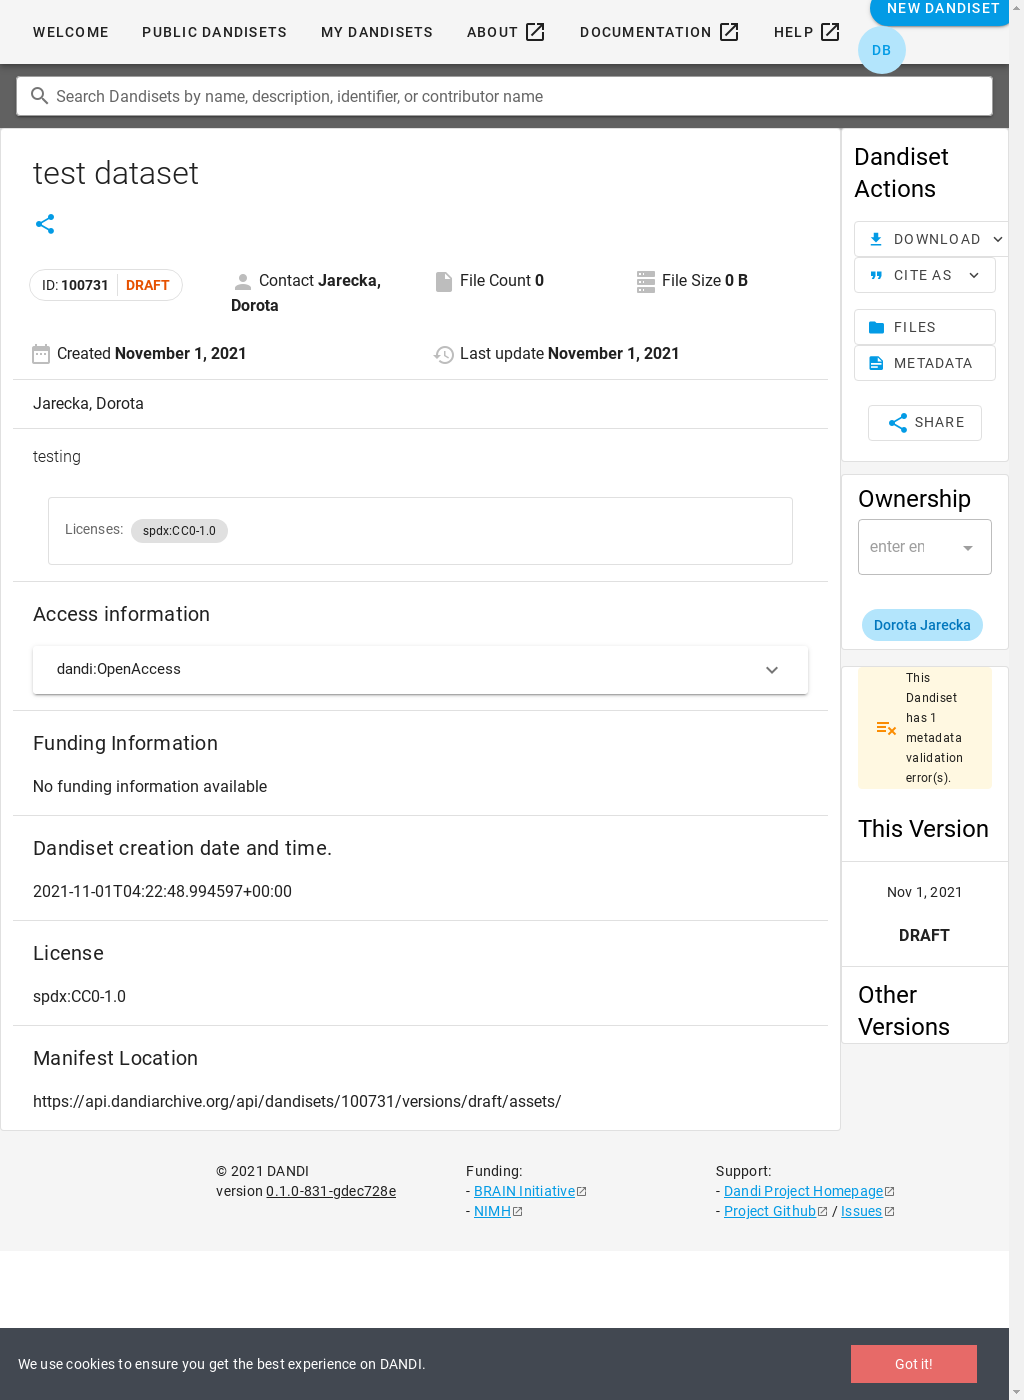 WELCOME PUBLIC DANDISETS MY DANDISETS ABOUT DOCUMENTATION HELP NEW DANDISET
DB
Search Dandisets by name, description, identifier, or contributor name
test dataset
ID: 100731 DRAFT
Contact Jarecka, Dorota
File Count 0
File Size 0 B
Created November 1, 2021
Last update November 1, 2021
Jarecka, Dorota
testing
Licenses: spdx:CC0-1.0
Access information
dandi:OpenAccess
Funding Information
No funding information available
Dandiset creation date and time.
2021-11-01T04:22:48.994597+00:00
License
spdx:CC0-1.0
Manifest Location
https://api.dandiarchive.org/api/dandisets/100731/versions/draft/assets/
Dandiset
Actions
DOWNLOAD
CITE AS
FILES
METADATA
SHARE
Ownership
enter en
Dorota Jarecka
This
Dandiset
has 1
metadata
validation
error(s).
This Version
Nov 1, 2021
DRAFT
Other
Versions
© 2021 DANDI
version 0.1.0-831-gdec728e
Funding:
- BRAIN Initiative
- NIMH
Support:
- Dandi Project Homepage
- Project Github / Issues
We use cookies to ensure you get the best experience on DANDI.
Got it!